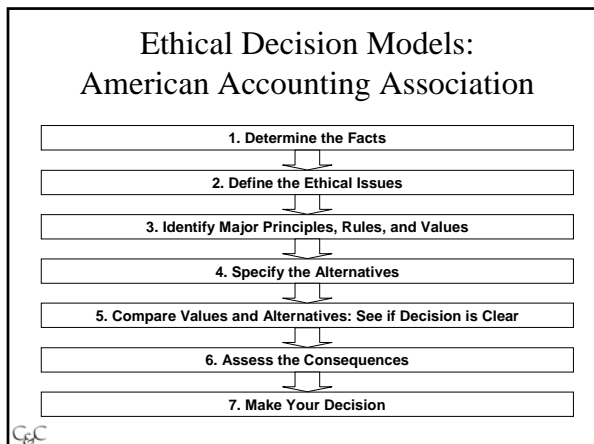 Ethical Decision Models:
American Accounting Association
1. Determine the Facts
2. Define the Ethical Issues
3. Identify Major Principles, Rules, and Values
4. Specify the Alternatives
5. Compare Values and Alternatives: See if Decision is Clear
6. Assess the Consequences
7. Make Your Decision
C&C